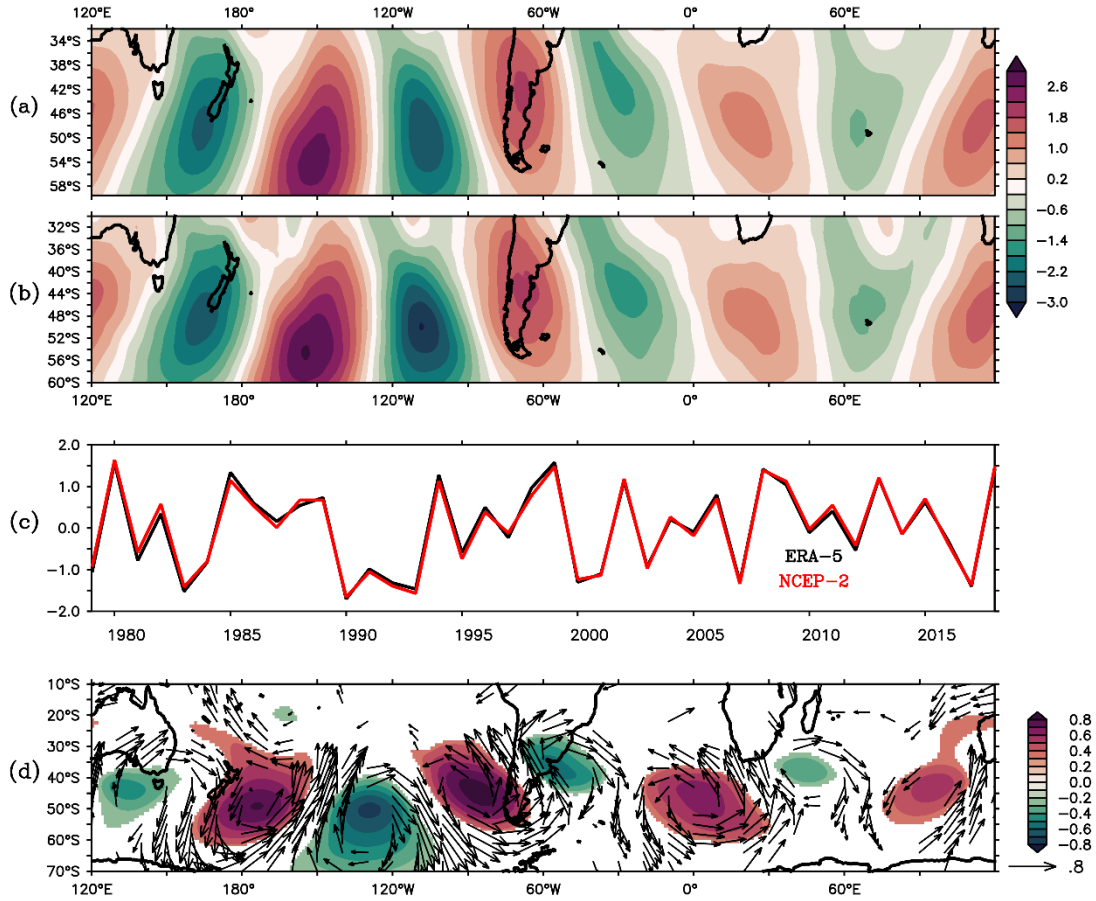 120°E 180° 120°W 60°W 0° 60°E
34°S
38°S
42°S
(a) 46°S
50°S
54°S
58°S
2.6
1.8
1.0
0.2
−0.6
−1.4
−2.2
−3.0
30°S
34°S
40°S
(b) 44°S
50°S
56°S
60°S
120°E 180° 120°W 60°W 0° 60°E
2.0
1.0
(c) 0.0
−1.0
−2.0
ERA−5
NCEP−2
1980 1985 1990 1995 2000 2005 2010 2015
10°S
20°S
30°S
(d) 40°S
50°S
60°S
70°S
120°E 180° 120°W 60°W 0° 60°E
0.8
0.6
0.4
0.2
0.0
−0.2
−0.4
−0.6
−0.8
.8